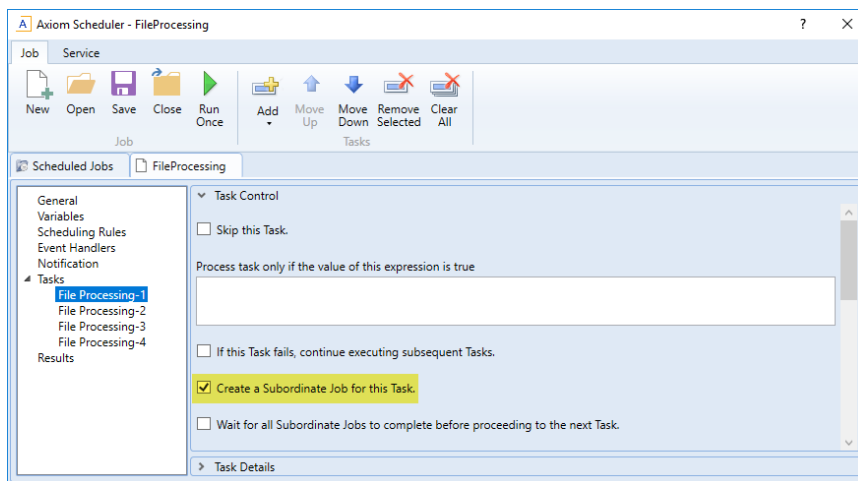 Axiom Scheduler - FileProcessing
?
Job Service
New Open Save Close Run Once Add Move Up Move Down Remove Selected Clear All
Job Tasks
Scheduled Jobs FileProcessing
General
Variables
Scheduling Rules
Event Handlers
Notification
Tasks
File Processing-1
File Processing-2
File Processing-3
File Processing-4
Results
Task Control
Skip this Task.
Process task only if the value of this expression is true
If this Task fails, continue executing subsequent Tasks.
Create a Subordinate Job for this Task.
Wait for all Subordinate Jobs to complete before proceeding to the next Task.
Task Details